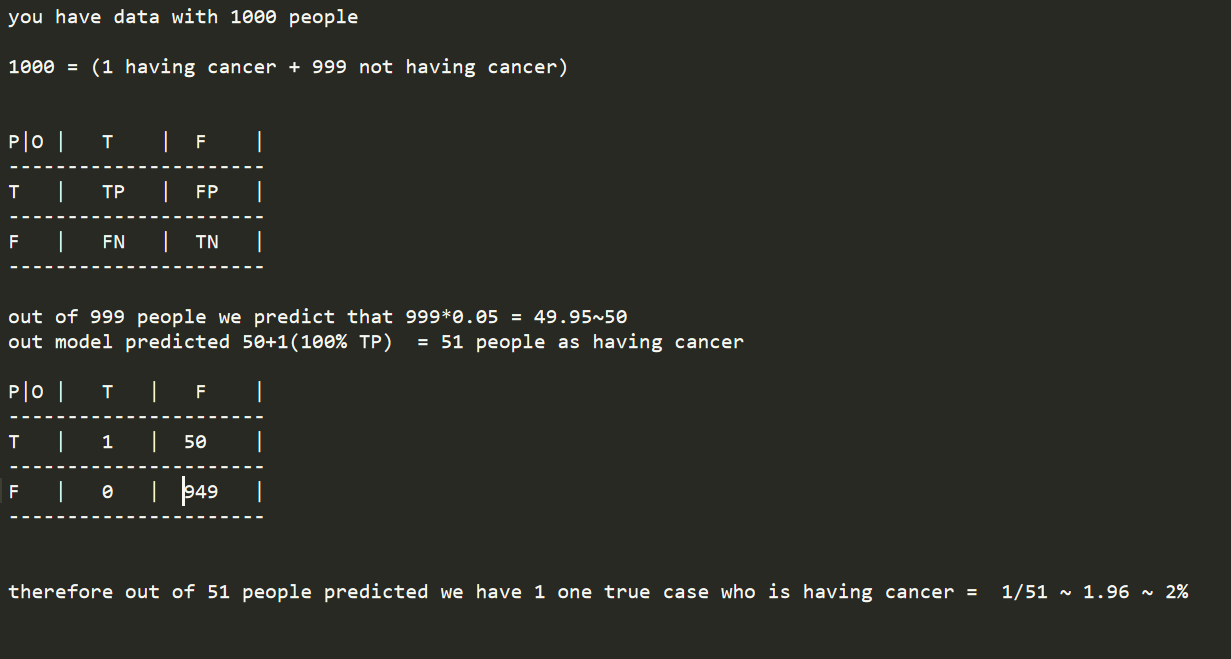 you have data with 1000 people
1000 = (1 having cancer + 999 not having cancer)
P|O |   T    |  F    |
----------------------
T   |   TP   |  FP   |
----------------------
F   |   FN   |  TN   |
----------------------
out of 999 people we predict that 999*0.05 = 49.95~50
out model predicted 50+1(100% TP)  = 51 people as having cancer
P|O |   T   |   F    |
----------------------
T   |   1   |  50    |
----------------------
F   |   0   |  949   |
----------------------
therefore out of 51 people predicted we have 1 one true case who is having cancer =  1/51 ~ 1.96 ~ 2%